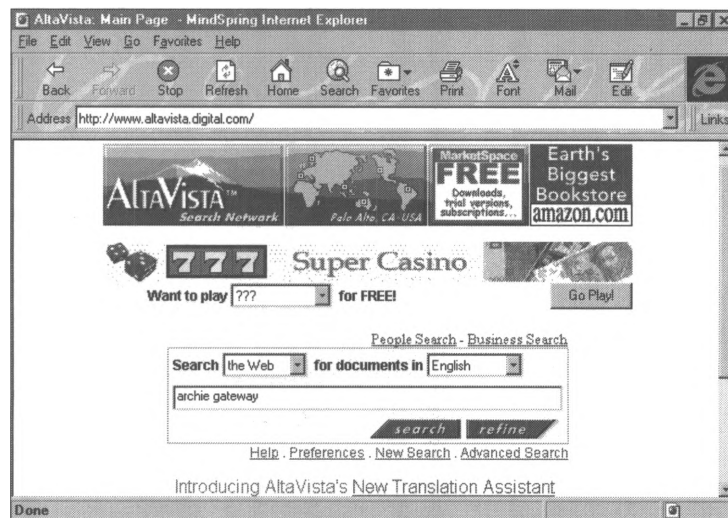 AltaVista: Main Page - MindSpring Internet Explorer
File Edit View Go Favorites Help
Back Forward Stop Refresh Home Search Favorites Print Font Mail Edit
Address http://www.altavista.digital.com/ Links
ALTAVISTA™
Search Network
Palo Alto, CA - USA
MarketSpace
FREE
Downloads,
trial versions,
subscriptions...
Earth's
Biggest
Bookstore
amazon.com
777 Super Casino
Want to play ??? for FREE! Go Play!
People Search - Business Search
Search the Web for documents in English
archie gateway
search refine
Help . Preferences . New Search . Advanced Search
Introducing AltaVista's New Translation Assistant
Done